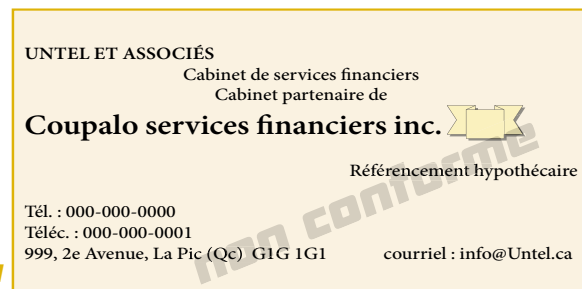 UNTEL ET ASSOCIÉS
Cabinet de services financiers
Cabinet partenaire de
Coupalo services financiers inc.
Référencement hypothécaire
non conforme
Tél. : 000-000-0000
Téléc. : 000-000-0001
999, 2e Avenue, La Pic (Qc) G1G 1G1 courriel : info@Untel.ca